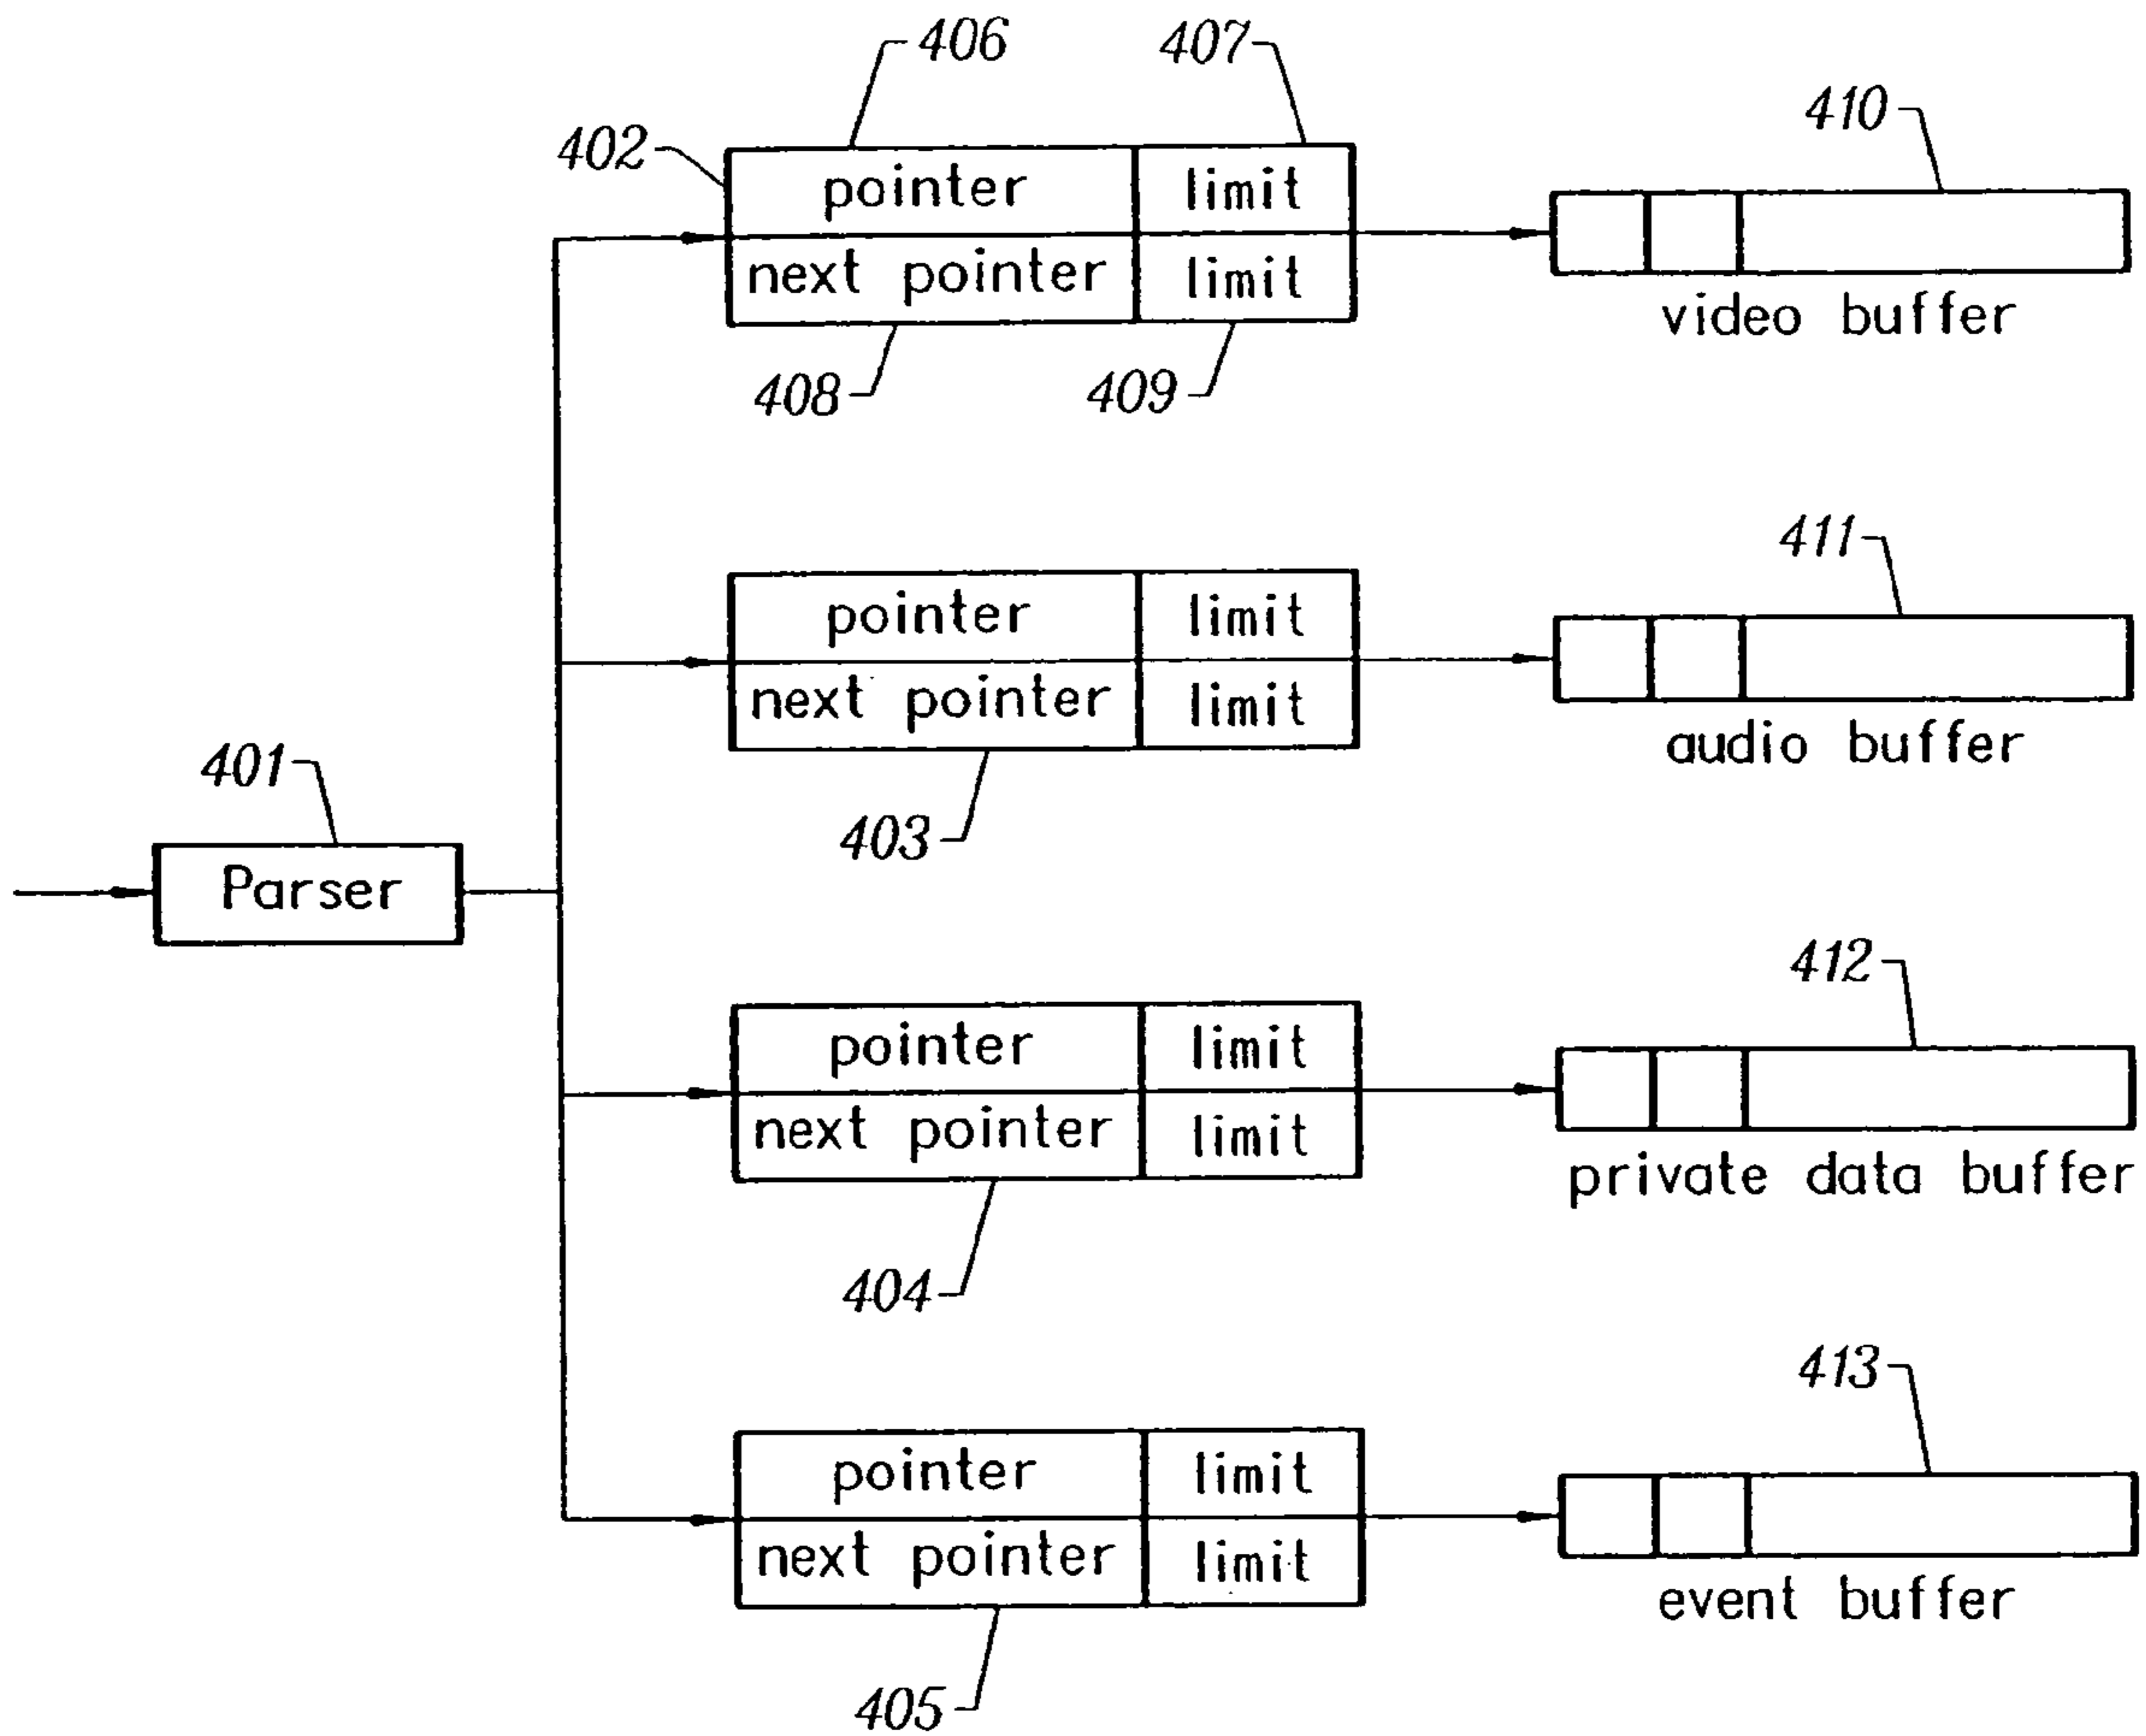 406
407
402
410
pointer limit
next pointer limit
video buffer
408
409
411
pointer limit
next pointer limit
audio buffer
401
403
Parser
412
pointer limit
next pointer limit
private data buffer
404
413
pointer limit
next pointer limit
event buffer
405